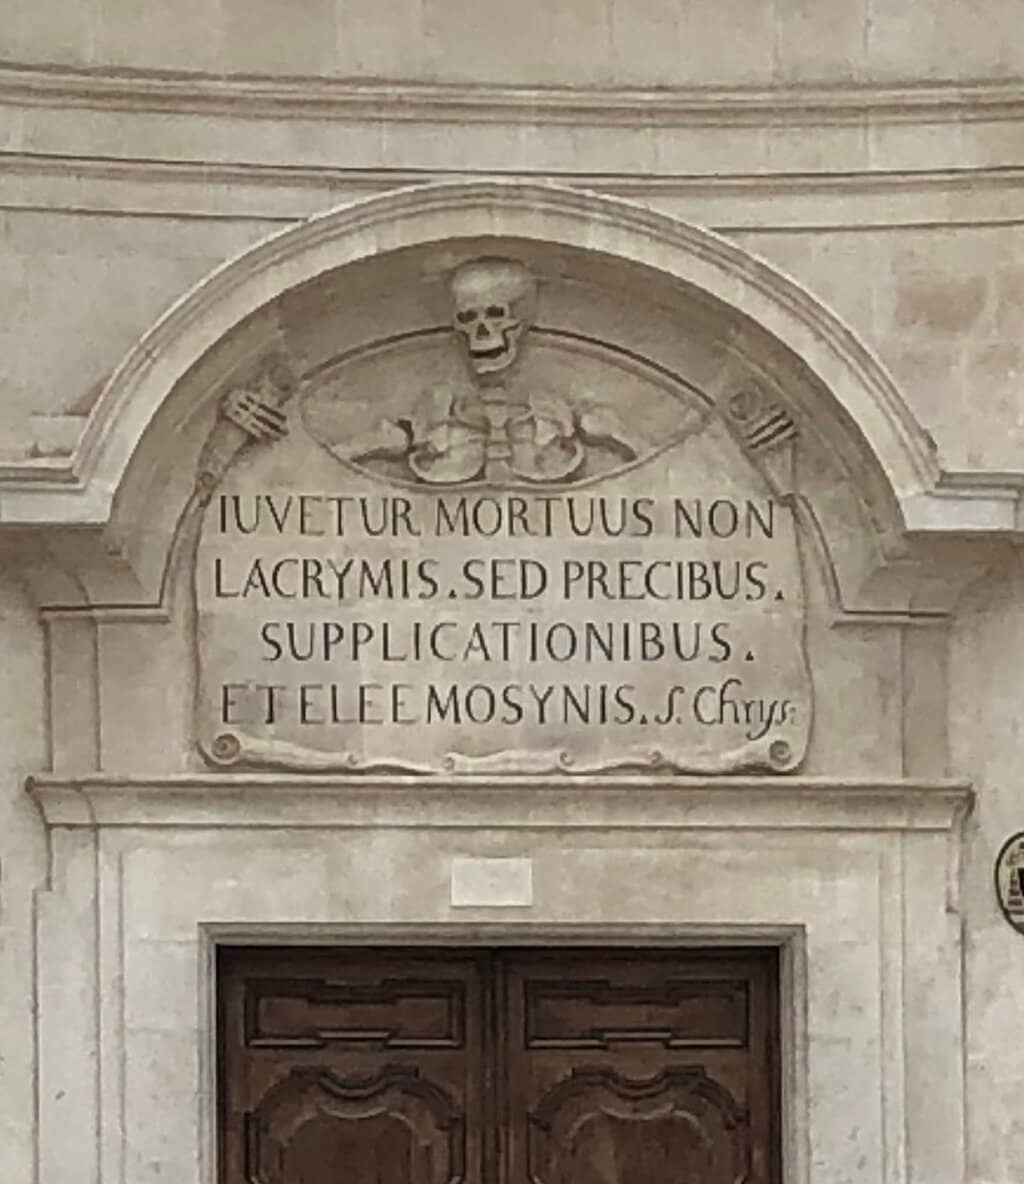 IUVETUR MORTUUS NON
LACRYMIS. SED PRECIBUS.
SUPPLICATIONIBUS.
ET ELEEMOSYNIS. S. Chrys: